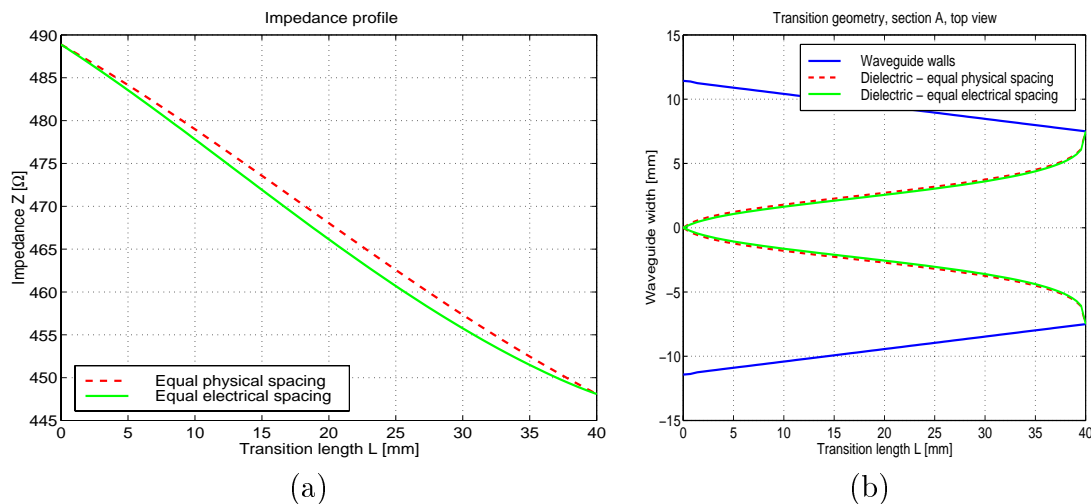 Impedance profile
490
485
480
475
470
465
460
455
450
445
Impedance Z [Ω]
Equal physical spacing
Equal electrical spacing
0 5 10 15 20 25 30 35 40
Transition length L [mm]
(a)
Transition geometry, section A, top view
15
10
5
0
−5
−10
−15
Waveguide width [mm]
Waveguide walls
Dielectric − equal physical spacing
Dielectric − equal electrical spacing
0 5 10 15 20 25 30 35 40
Transition length L [mm]
(b)